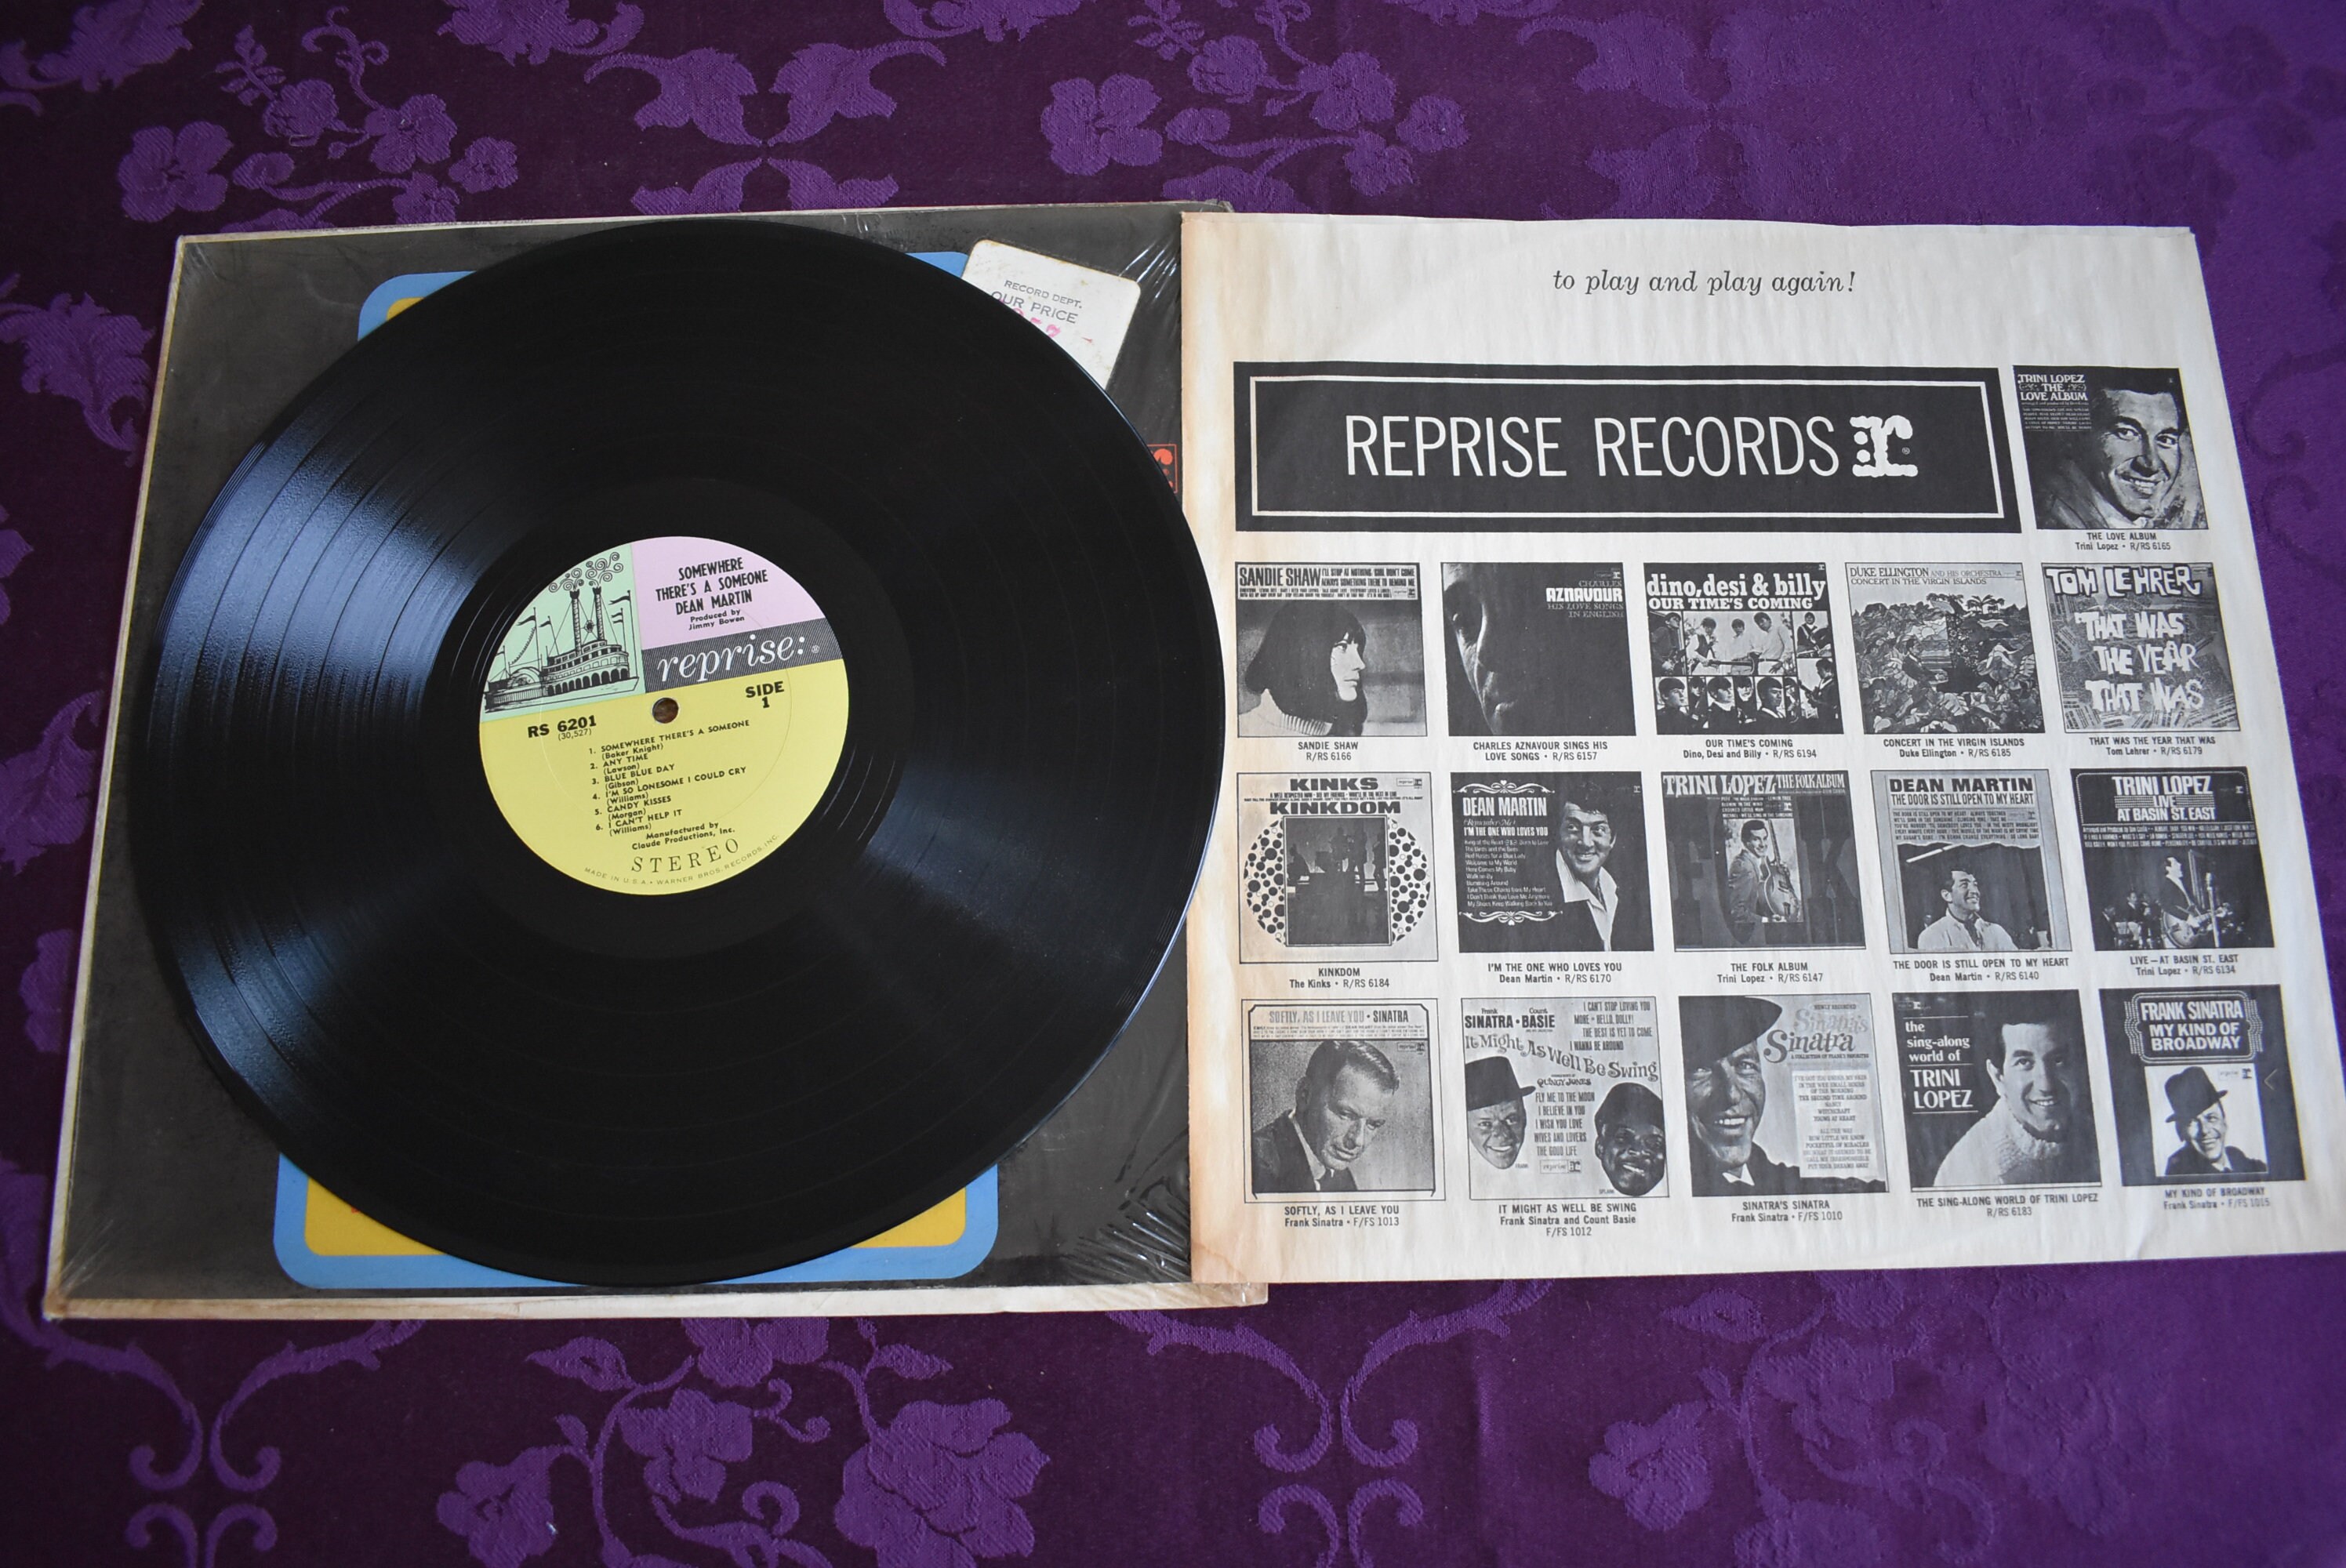 RECORD DEPT.
OUR PRICE
SOMEWHERE
THERE'S A SOMEONE
DEAN MARTIN
Produced by
Jimmy Bowen
reprise:®
SIDE
1
RS 6201
(30,527)
1. SOMEWHERE THERE'S A SOMEONE
(Baker Knight)
2. ANY TIME
(Lawson)
3. BLUE BLUE DAY
(Gibson)
4. I'M SO LONESOME I COULD CRY
(Williams)
5. CANDY KISSES
(Morgan)
6. I CAN'T HELP IT
(Williams)
Manufactured by
Claude Productions, Inc.
STEREO
MADE IN U.S.A. • WARNER BROS. RECORDS, INC.
to play and play again!
REPRISE RECORDS r ®
TRINI LOPEZ
THE
LOVE ALBUM
THE LOVE ALBUM
Trini Lopez • R/RS 6165
SANDIE SHAW
SANDIE SHAW
R/RS 6166
CHARLES
AZNAVOUR
HIS LOVE SONGS
IN ENGLISH
CHARLES AZNAVOUR SINGS HIS
LOVE SONGS • R/RS 6157
dino, desi & billy
OUR TIME'S COMING
OUR TIME'S COMING
Dino, Desi and Billy • R/RS 6194
DUKE ELLINGTON AND HIS ORCHESTRA
CONCERT IN THE VIRGIN ISLANDS
CONCERT IN THE VIRGIN ISLANDS
Duke Ellington • R/RS 6185
TOM LEHRER
THAT WAS
THE YEAR
THAT WAS
THAT WAS THE YEAR THAT WAS
Tom Lehrer • R/RS 6179
KINKS
KINKDOM
KINKDOM
The Kinks • R/RS 6184
DEAN MARTIN
(Remember Me)
I'M THE ONE WHO LOVES YOU
I'M THE ONE WHO LOVES YOU
Dean Martin • R/RS 6170
TRINI LOPEZ THE FOLK ALBUM
THE FOLK ALBUM
Trini Lopez • R/RS 6147
DEAN MARTIN
THE DOOR IS STILL OPEN TO MY HEART
THE DOOR IS STILL OPEN TO MY HEART
Dean Martin • R/RS 6140
TRINI LOPEZ
LIVE
AT BASIN ST. EAST
LIVE—AT BASIN ST. EAST
Trini Lopez • R/RS 6134
SOFTLY, AS I LEAVE YOU • SINATRA
SOFTLY, AS I LEAVE YOU
Frank Sinatra • F/FS 1013
Frank Count
SINATRA • BASIE
It Might As Well Be Swing
I CAN'T STOP LOVING YOU
MORE • HELLO, DOLLY!
THE BEST IS YET TO COME
I WANNA BE AROUND
QUINCY JONES
FLY ME TO THE MOON
I BELIEVE IN YOU
I WISH YOU LOVE
WIVES AND LOVERS
THE GOOD LIFE
reprise
IT MIGHT AS WELL BE SWING
Frank Sinatra and Count Basie
F/FS 1012
Sinatra's
Sinatra
SINATRA'S SINATRA
Frank Sinatra • F/FS 1010
the
sing-along
world of
TRINI
LOPEZ
THE SING-ALONG WORLD OF TRINI LOPEZ
R/RS 6183
FRANK SINATRA
MY KIND OF
BROADWAY
MY KIND OF BROADWAY
Frank Sinatra • F/FS 1015